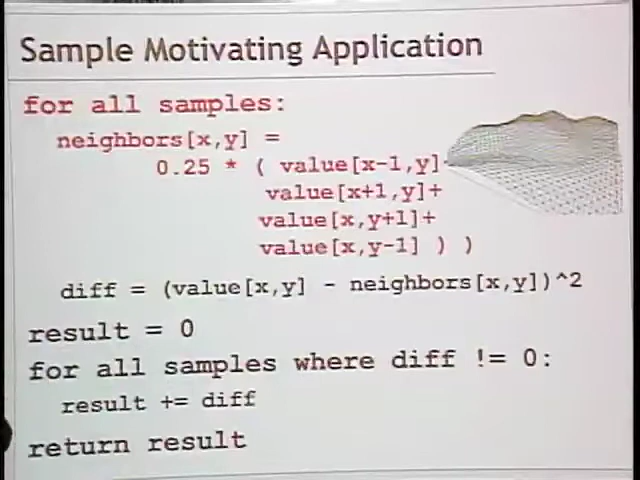 Sample Motivating Application
for all samples:
neighbors[x,y] =
0.25 * ( value[x-1,y]+
value[x+1,y]+
value[x,y+1]+
value[x,y-1] ) )
diff = (value[x,y] - neighbors[x,y])^2
result = 0
for all samples where diff != 0:
result += diff
return result